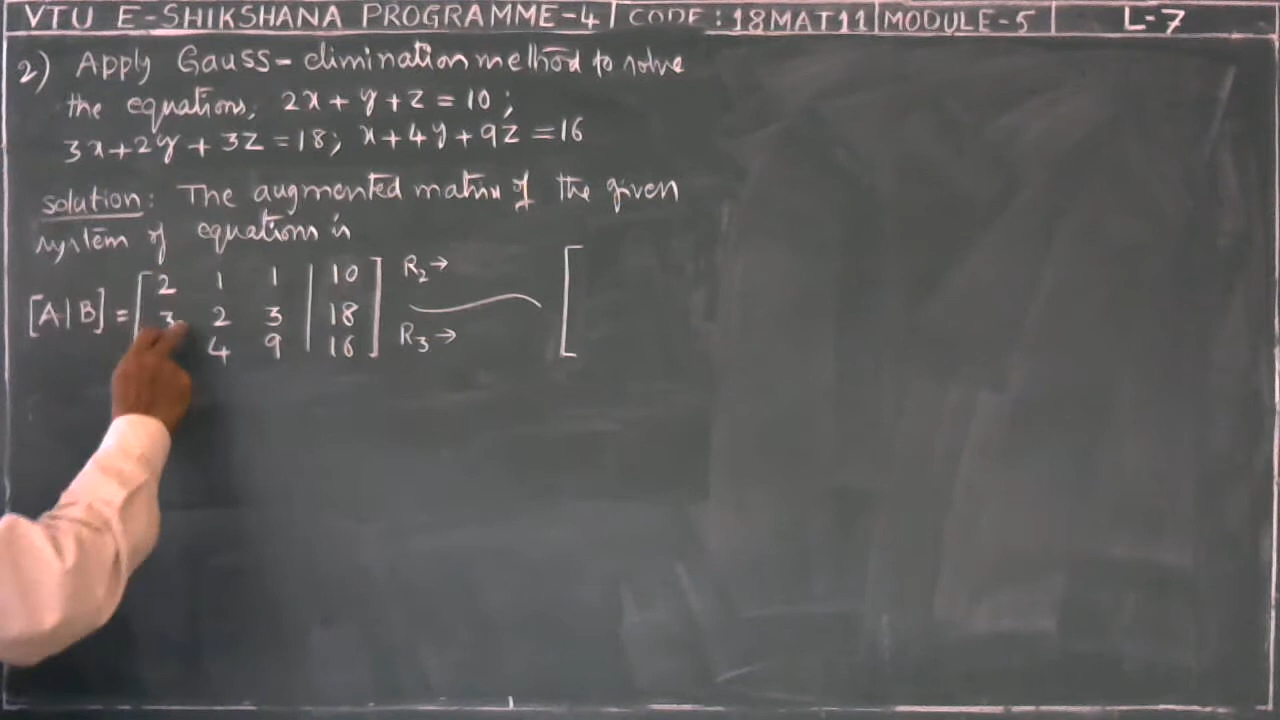 VTU E-SHIKSHANA PROGRAMME-4 | CODE : 18MAT11 | MODULE-5 | L-7
2) Apply Gauss-elimination method to solve
the equations, 2x+y+z=10;
3x+2y+3z=18; x+4y+9z=16
solution: The augmented matrix of the given
system of equations is
[A|B] = [ 2 1 1 | 10 ] R2→ [
3 2 3 | 18
4 9 | 16 R3→